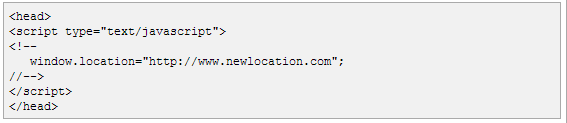 <head>
<script type="text/javascript">
<!--
   window.location="http://www.newlocation.com";
//-->
</script>
</head>